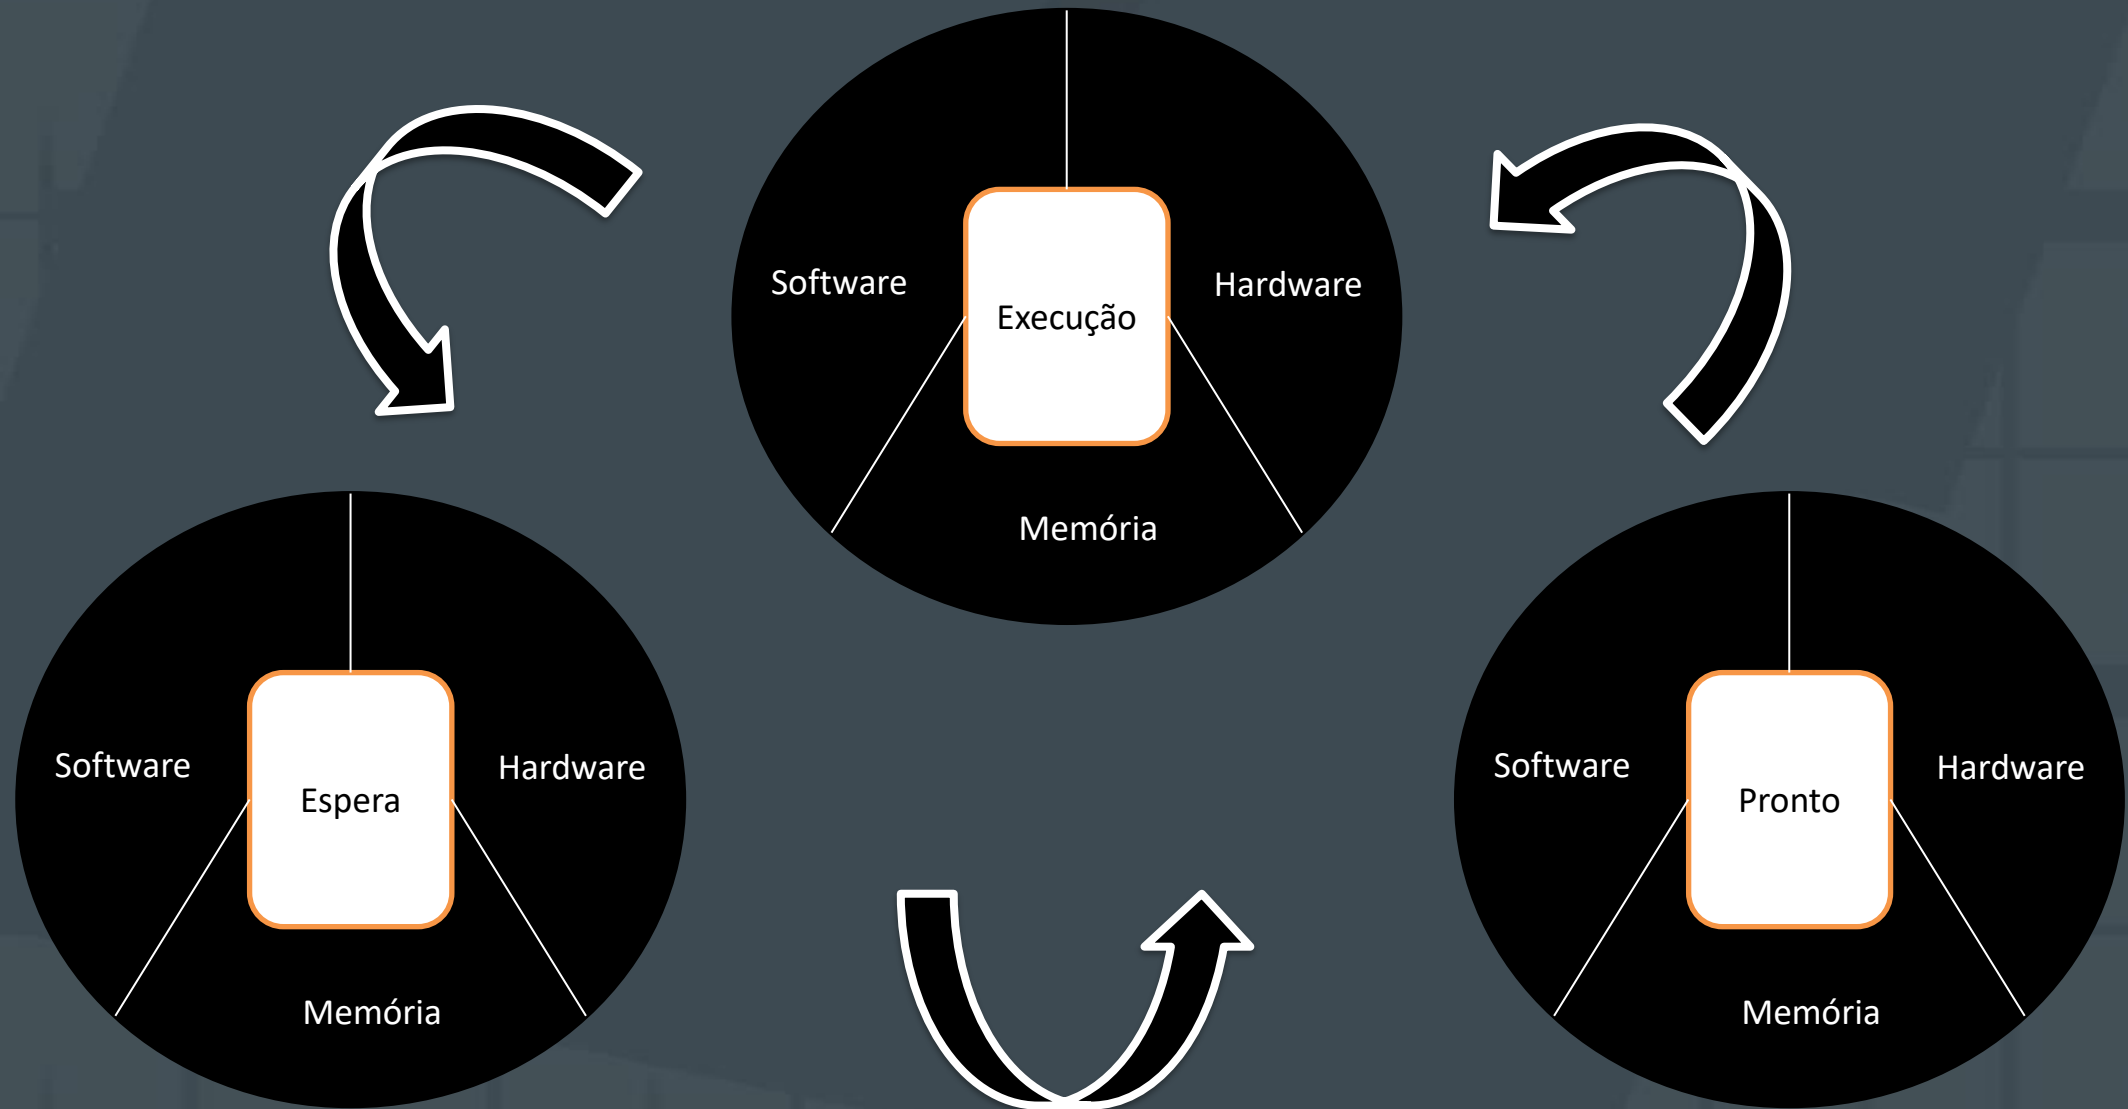 Software
Execução
Hardware
Memória
Software
Espera
Hardware
Memória
Software
Pronto
Hardware
Memória